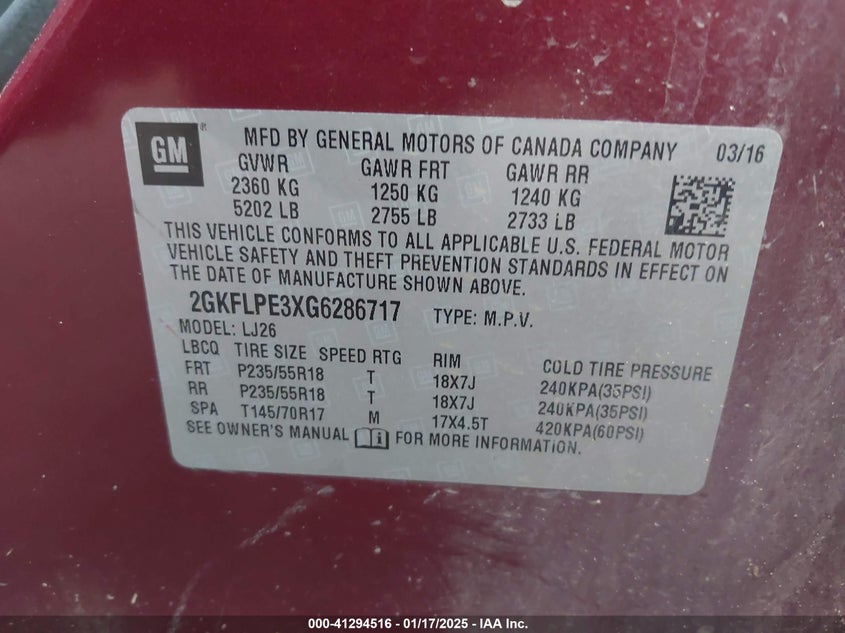 GM ® MFD BY GENERAL MOTORS OF CANADA COMPANY 03/16
GVWR GAWR FRT GAWR RR
2360 KG 1250 KG 1240 KG
5202 LB 2755 LB 2733 LB
THIS VEHICLE CONFORMS TO ALL APPLICABLE U.S. FEDERAL MOTOR
VEHICLE SAFETY AND THEFT PREVENTION STANDARDS IN EFFECT ON
THE DATE OF MANUFACTURE SHOWN ABOVE.
2GKFLPE3XG6286717 TYPE: M.P.V.
MODEL: LJ26
LBCQ TIRE SIZE SPEED RTG RIM COLD TIRE PRESSURE
FRT P235/55R18 T 18X7J 240KPA(35PSI)
RR P235/55R18 T 18X7J 240KPA(35PSI)
SPA T145/70R17 M 17X4.5T 420KPA(60PSI)
SEE OWNER'S MANUAL FOR MORE INFORMATION.
000-41294516 - 01/17/2025 - IAA Inc.